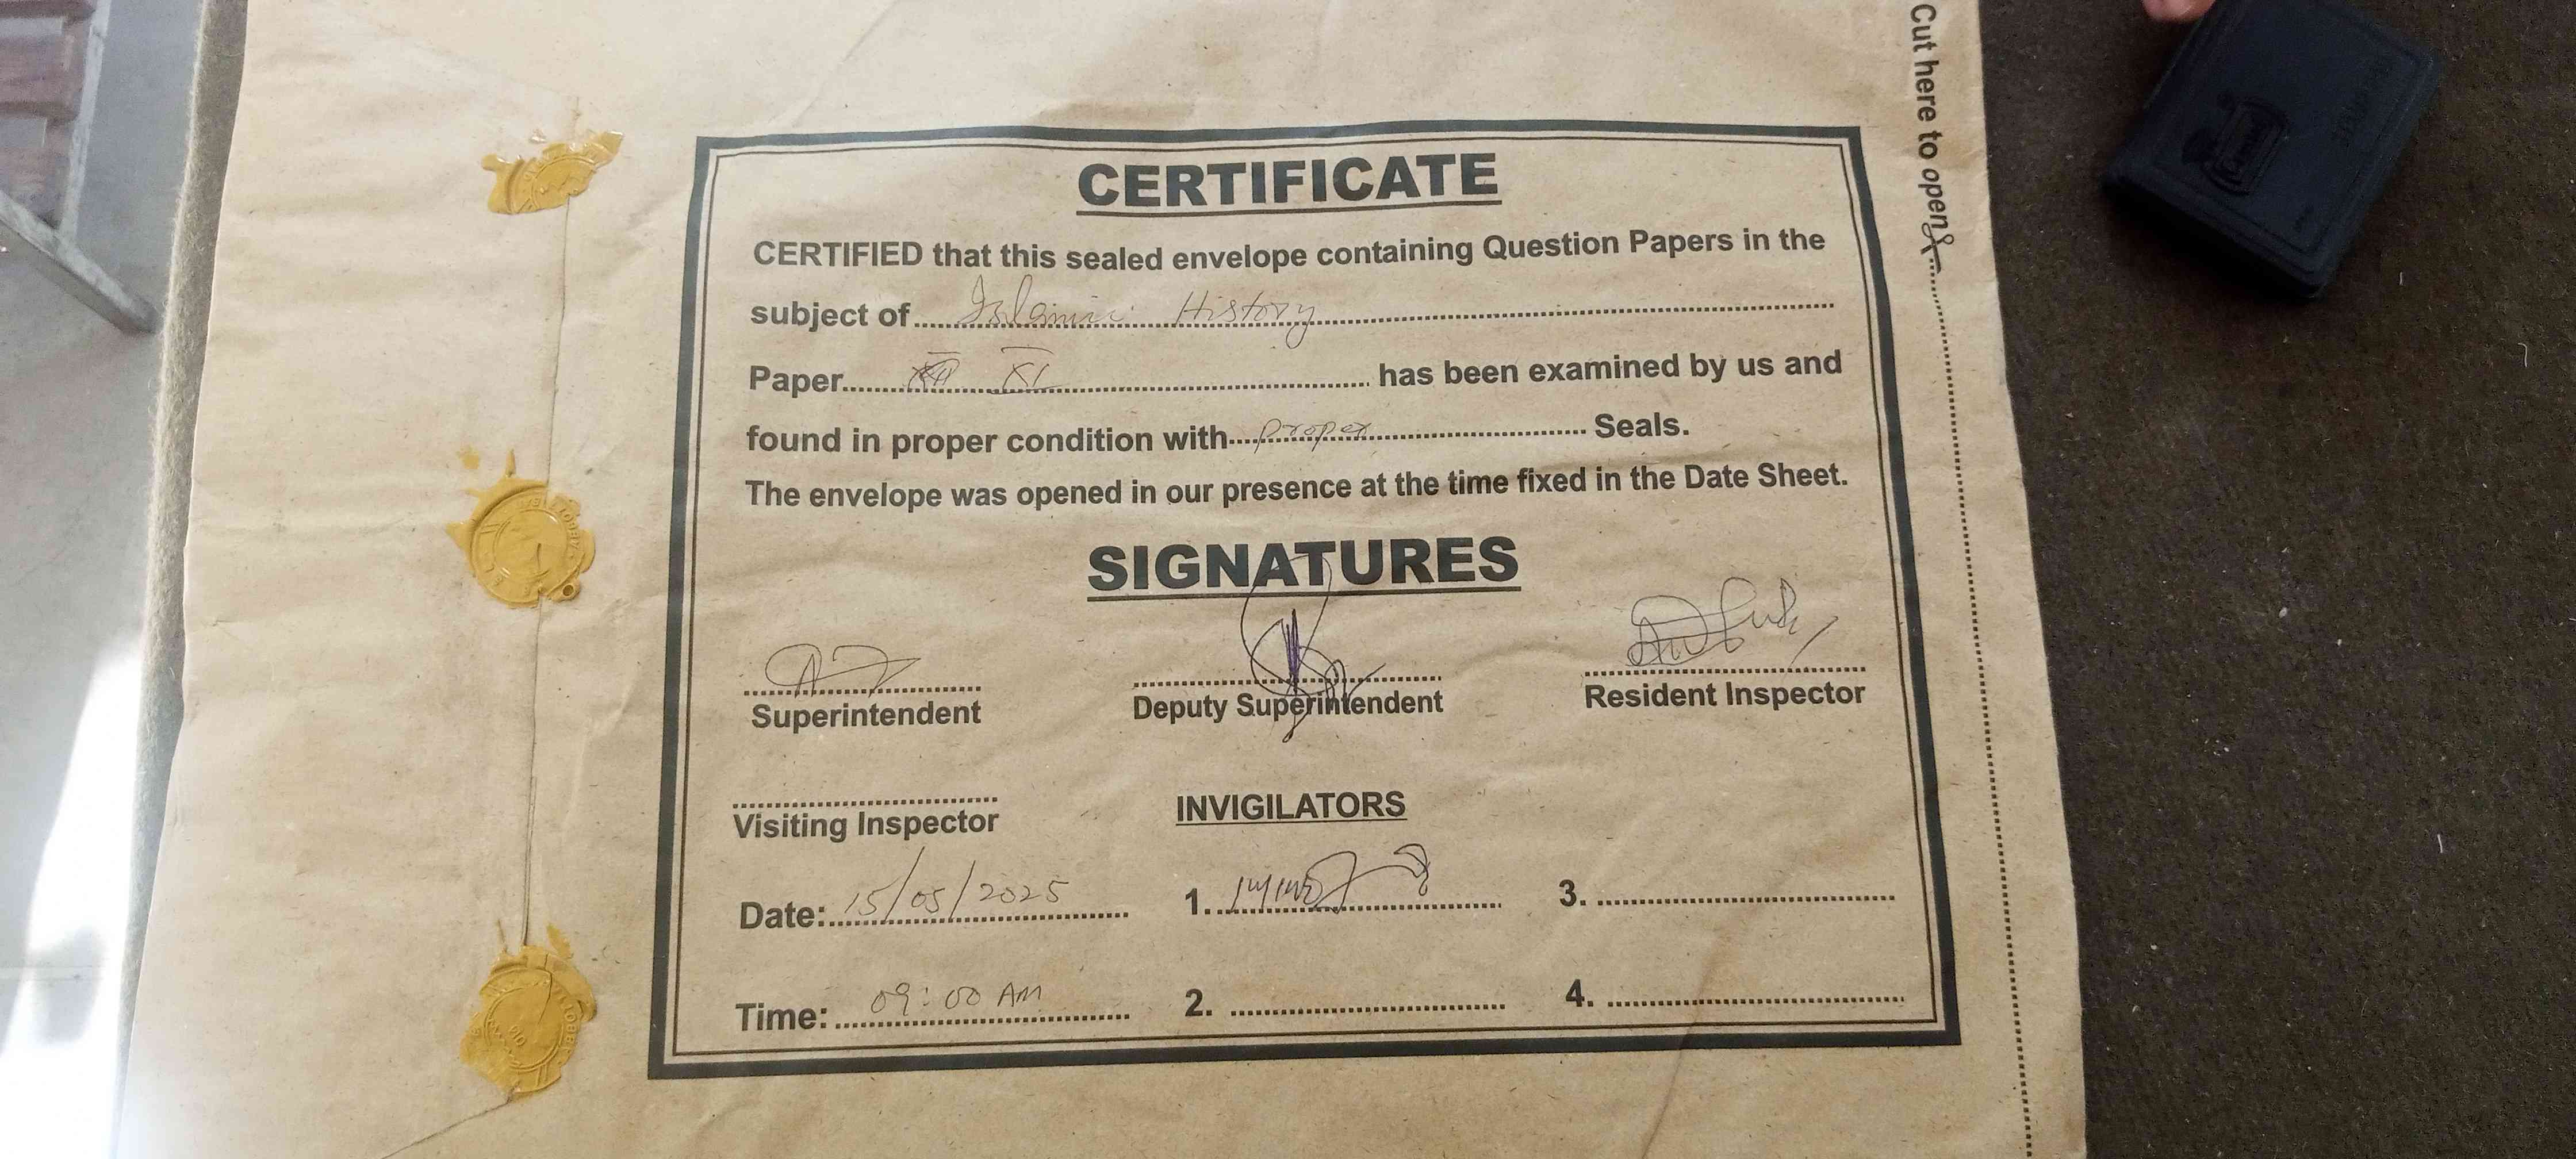 Cut here to open
CERTIFICATE
CERTIFIED that this sealed envelope containing Question Papers in the
subject of Islamic History
Paper XI has been examined by us and
found in proper condition with proper Seals.
The envelope was opened in our presence at the time fixed in the Date Sheet.
SIGNATURES
Superintendent Deputy Superintendent Resident Inspector
Visiting Inspector INVIGILATORS
Date: 15/05/2025 1. 3.
Time: 09:00 AM 2. 4.